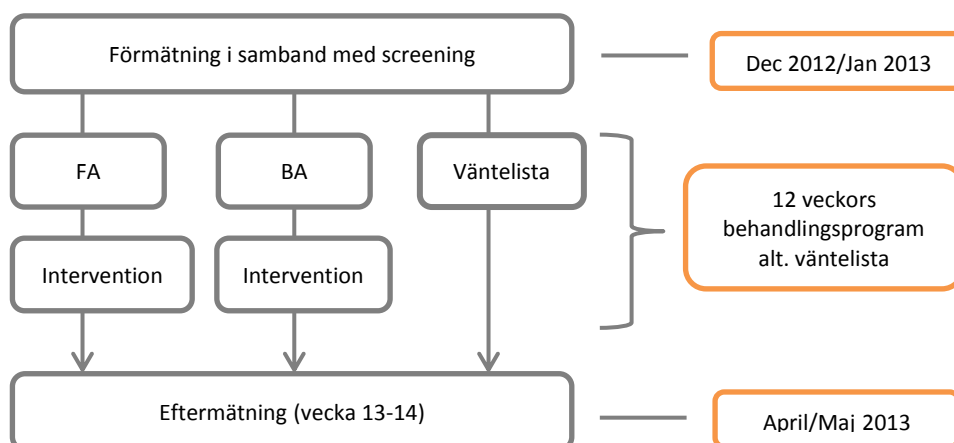 Förmätning i samband med screening
Dec 2012/Jan 2013
FA
BA
Väntelista
12 veckors
behandlingsprogram
alt. väntelista
Intervention
Intervention
Eftermätning (vecka 13-14)
April/Maj 2013